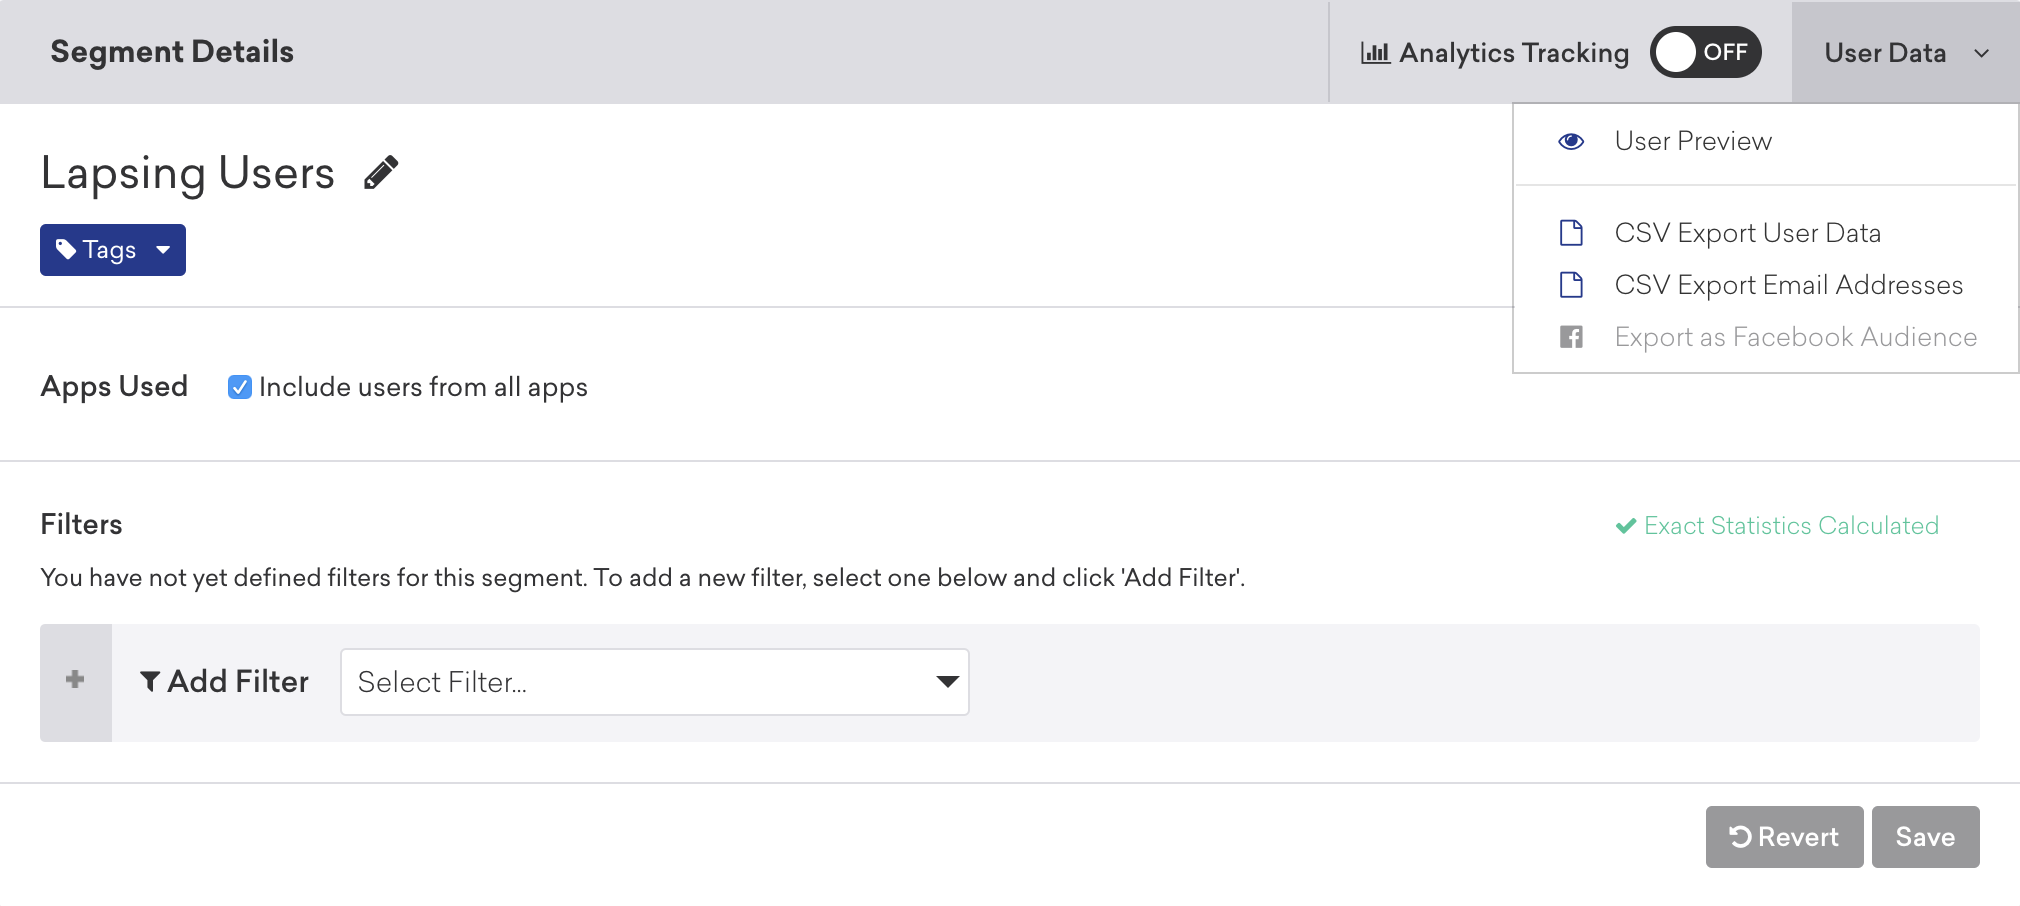 Segment Details
Analytics Tracking
OFF
User Data
User Preview
CSV Export User Data
CSV Export Email Addresses
Export as Facebook Audience
Lapsing Users
Tags
Apps Used
Include users from all apps
Filters
Exact Statistics Calculated
You have not yet defined filters for this segment. To add a new filter, select one below and click 'Add Filter'.
Add Filter
Select Filter...
Revert
Save